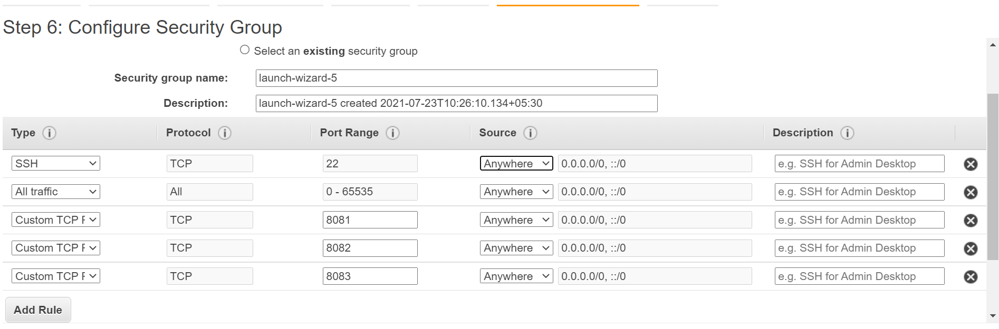 Step 6: Configure Security Group
Select an existing security group
Security group name: launch-wizard-5
Description: launch-wizard-5 created 2021-07-23T10:26:10.134+05:30
Type i Protocol i Port Range i Source i Description i
SSH TCP 22 Anywhere 0.0.0.0/0, ::/0 e.g. SSH for Admin Desktop
All traffic All 0 - 65535 Anywhere 0.0.0.0/0, ::/0 e.g. SSH for Admin Desktop
Custom TCP F TCP 8081 Anywhere 0.0.0.0/0, ::/0 e.g. SSH for Admin Desktop
Custom TCP F TCP 8082 Anywhere 0.0.0.0/0, ::/0 e.g. SSH for Admin Desktop
Custom TCP F TCP 8083 Anywhere 0.0.0.0/0, ::/0 e.g. SSH for Admin Desktop
Add Rule